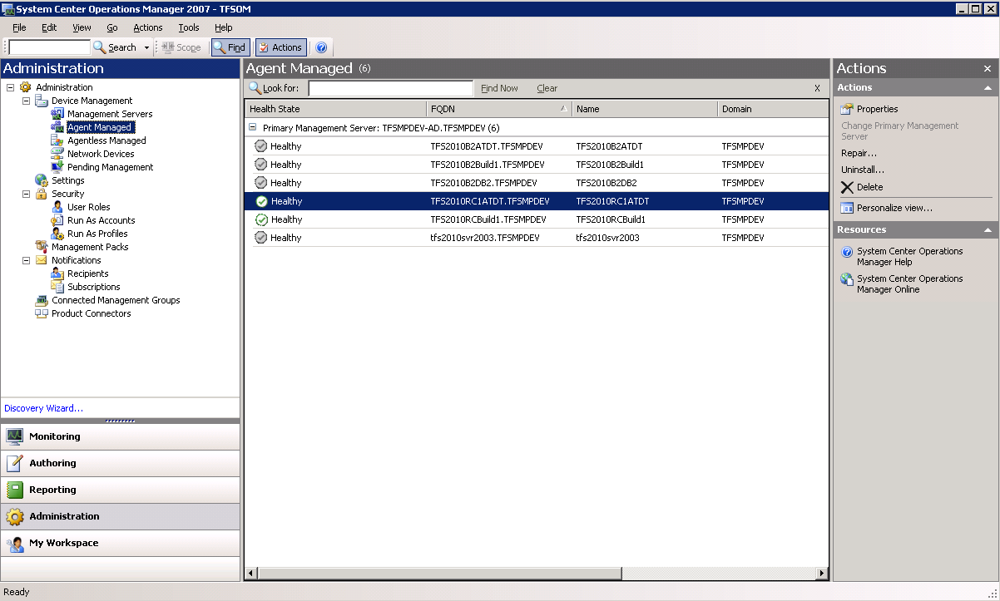 System Center Operations Manager 2007 - TFSOM
File Edit View Go Actions Tools Help
Search Scope Find Actions
Administration
Administration
Device Management
Management Servers
Agent Managed
Agentless Managed
Network Devices
Pending Management
Settings
Security
User Roles
Run As Accounts
Run As Profiles
Management Packs
Notifications
Recipients
Subscriptions
Connected Management Groups
Product Connectors
Discovery Wizard...
Monitoring
Authoring
Reporting
Administration
My Workspace
Agent Managed (6)
Look for: Find Now Clear X
Health State FQDN Name Domain
Primary Management Server: TFSMPDEV-AD.TFSMPDEV (6)
Healthy TFS2010B2ATDT.TFSMPDEV TFS2010B2ATDT TFSMPDEV
Healthy TFS2010B2Build1.TFSMPDEV TFS2010B2Build1 TFSMPDEV
Healthy TFS2010B2DB2.TFSMPDEV TFS2010B2DB2 TFSMPDEV
Healthy TFS2010RC1ATDT.TFSMPDEV TFS2010RC1ATDT TFSMPDEV
Healthy TFS2010RCBuild1.TFSMPDEV TFS2010RCBuild1 TFSMPDEV
Healthy tfs2010svr2003.TFSMPDEV tfs2010svr2003 TFSMPDEV
Actions
Actions
Properties
Change Primary Management
Server
Repair...
Uninstall...
Delete
Personalize view...
Resources
System Center Operations
Manager Help
System Center Operations
Manager Online
Ready